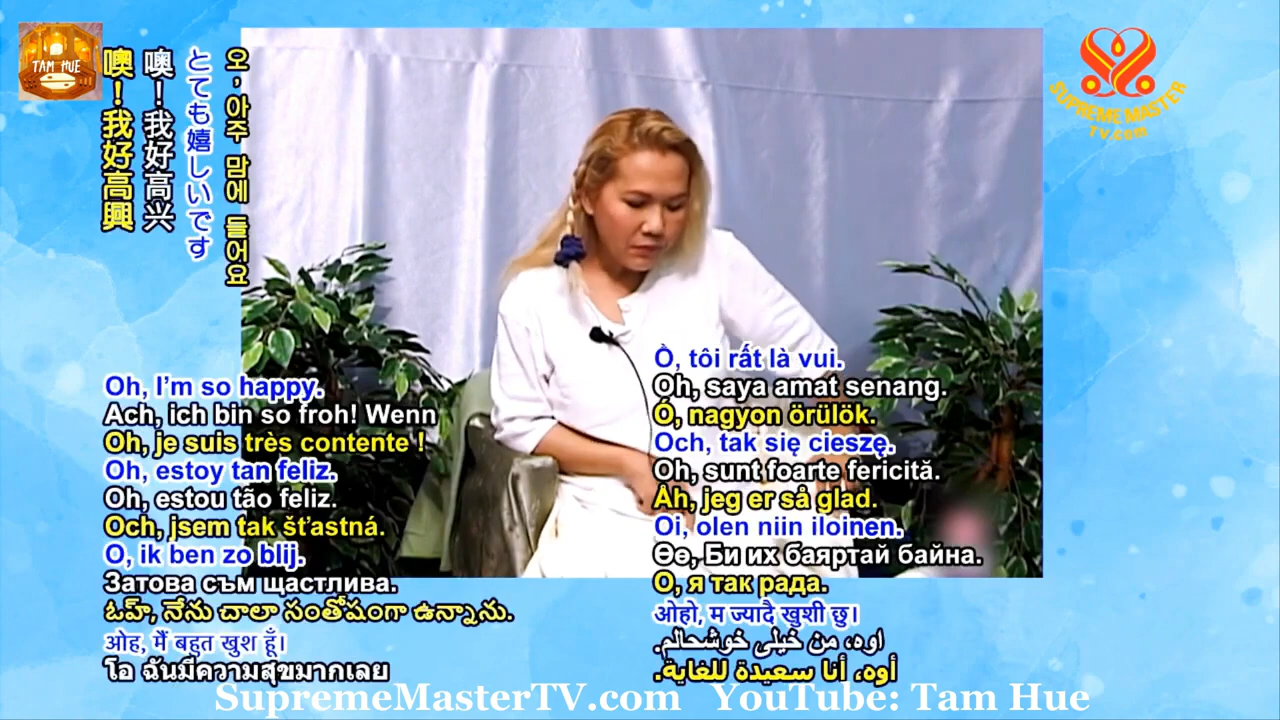 TAM HUE
噢！我好高興
噢！我好高兴
とても嬉しいです
오, 아주 맘에 들어요
SUPREME MASTER
TV.com
Oh, I'm so happy.
Ach, ich bin so froh! Wenn
Oh, je suis très contente !
Oh, estoy tan feliz.
Oh, estou tão feliz.
Och, jsem tak šťastná.
O, ik ben zo blij.
Затова съм щастлива.
ఓహ్, నేను చాలా సంతోషంగా ఉన్నాను.
ओह, मैं बहुत खुश हूँ।
โอ ฉันมีความสุขมากเลย
Ồ, tôi rất là vui.
Oh, saya amat senang.
Ó, nagyon örülök.
Och, tak się cieszę.
Oh, sunt foarte fericită.
Åh, jeg er så glad.
Oi, olen niin iloinen.
Өө, Би их баяртай байна.
О, я так рада.
ओहो, म ज्यादै खुशी छु।
اوه، من خیلی خوشحالم.
أوه، أنا سعيدة للغاية.
SupremeMasterTV.com YouTube: Tam Hue